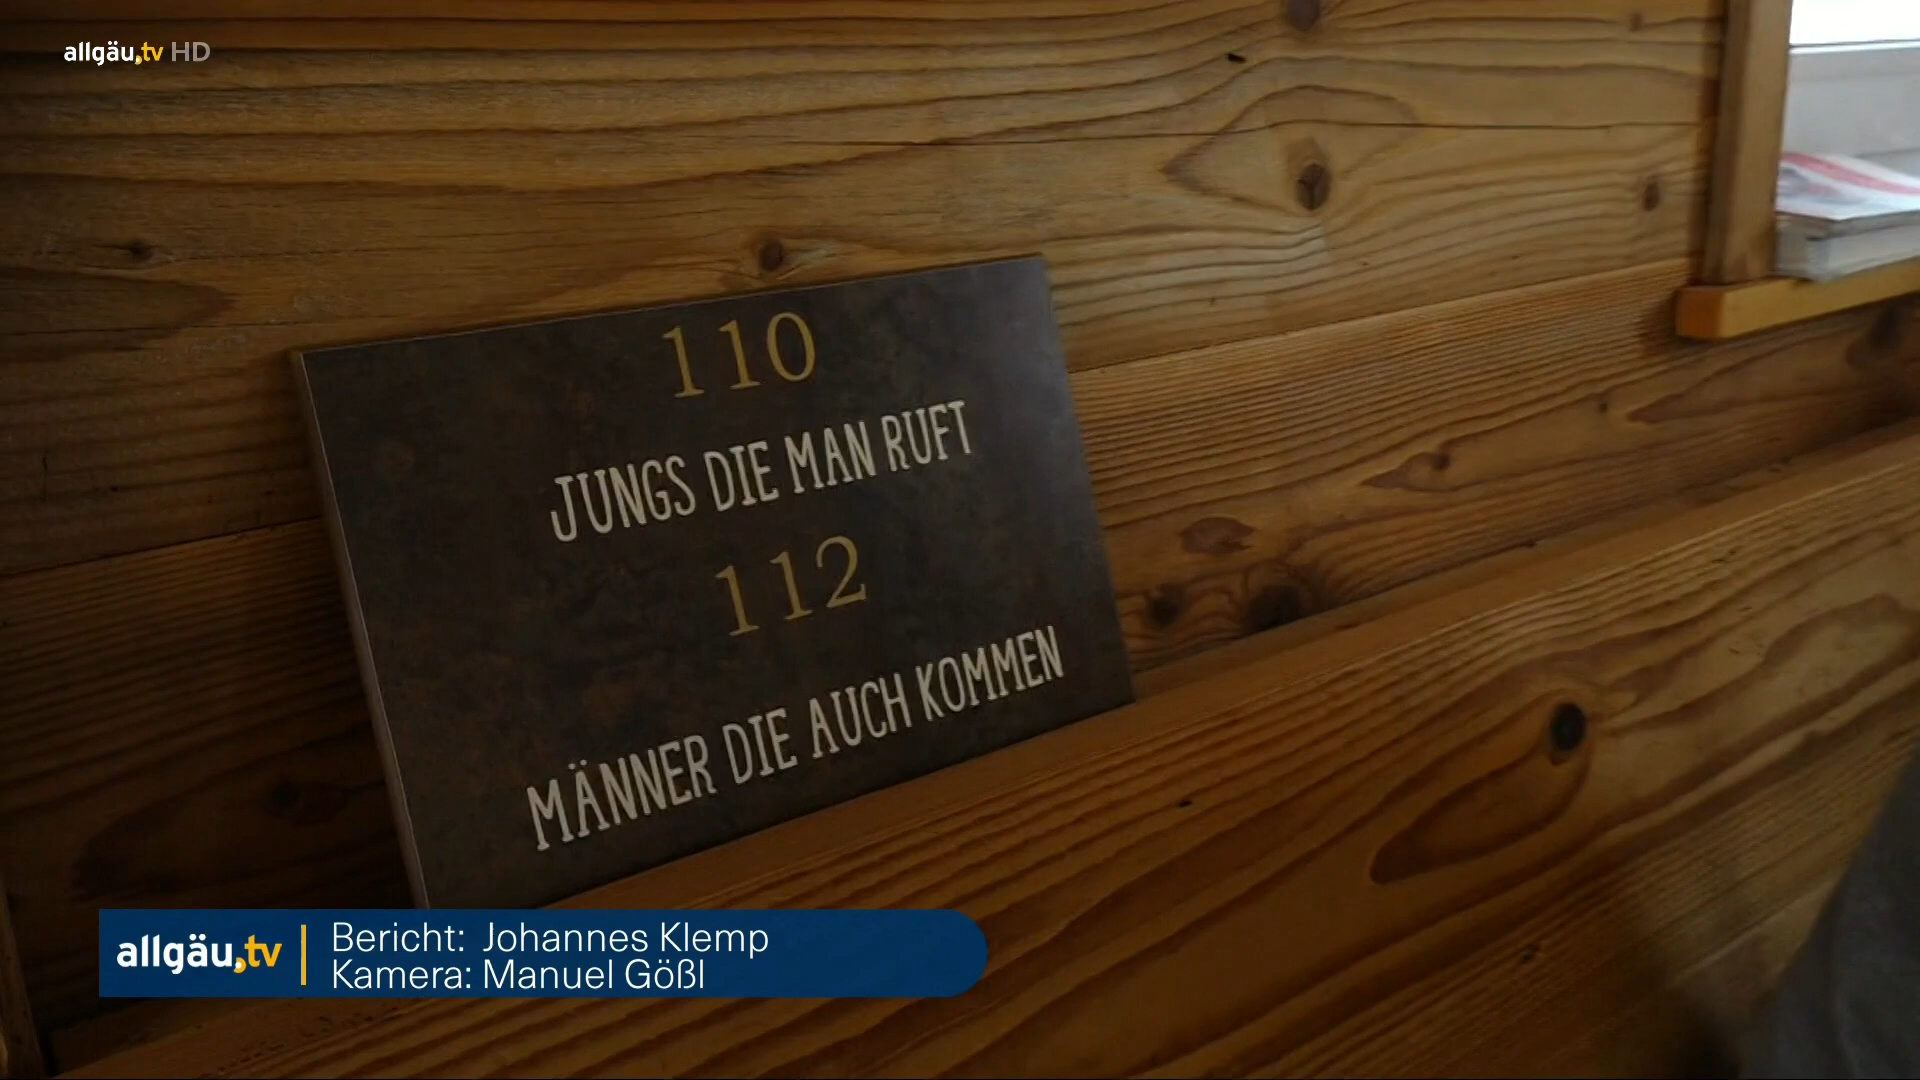 allgäu.tv HD
110
JUNGS DIE MAN RUFT
112
MÄNNER DIE AUCH KOMMEN
allgäu.tv
Bericht: Johannes Klemp
Kamera: Manuel Gößl